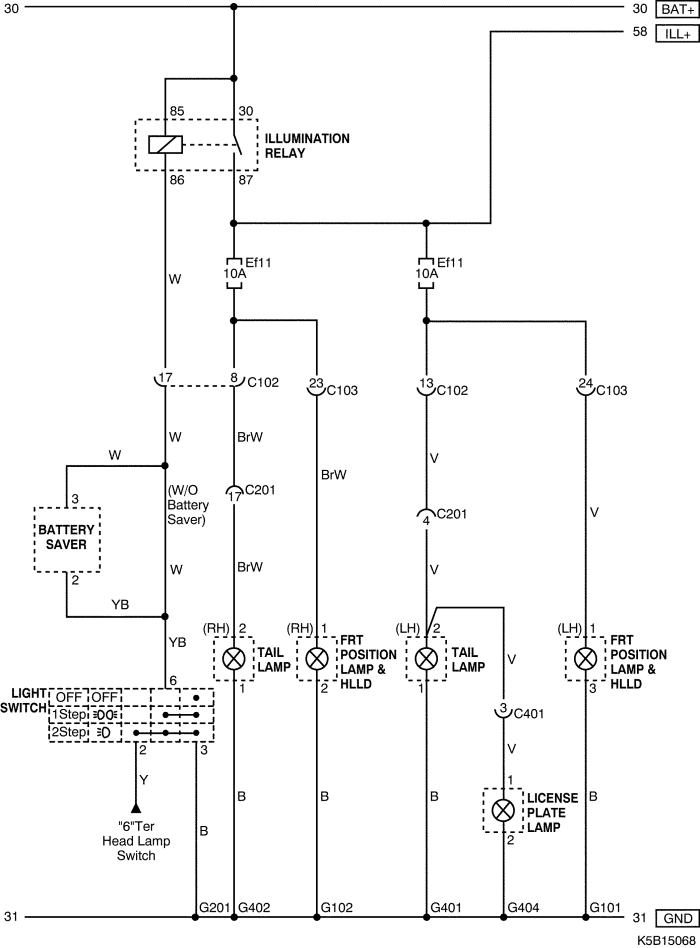 30
30 BAT+
58 ILL+
85 30
ILLUMINATION
RELAY
86 87
W
Ef11
10A
Ef11
10A
17 8 C102
23 C103
13 C102
24 C103
W
BrW
BrW
V
V
W
(W/O
Battery
Saver)
3
BATTERY
SAVER
2
17 C201
4 C201
W
BrW
V
YB
YB
(RH) 2
TAIL
LAMP
1
(RH) 1
FRT
POSITION
LAMP &
HLLD
2
(LH) 2
TAIL
LAMP
1
(LH) 1
FRT
POSITION
LAMP &
HLLD
3
V
3 C401
V
6
LIGHT
SWITCH
OFF OFF
1Step
2Step
2 3
Y
"6"Ter
Head Lamp
Switch
B
B
B
B
B
1
LICENSE
PLATE
LAMP
2
31
G201 G402 G102 G401 G404 G101
31 GND
K5B15068